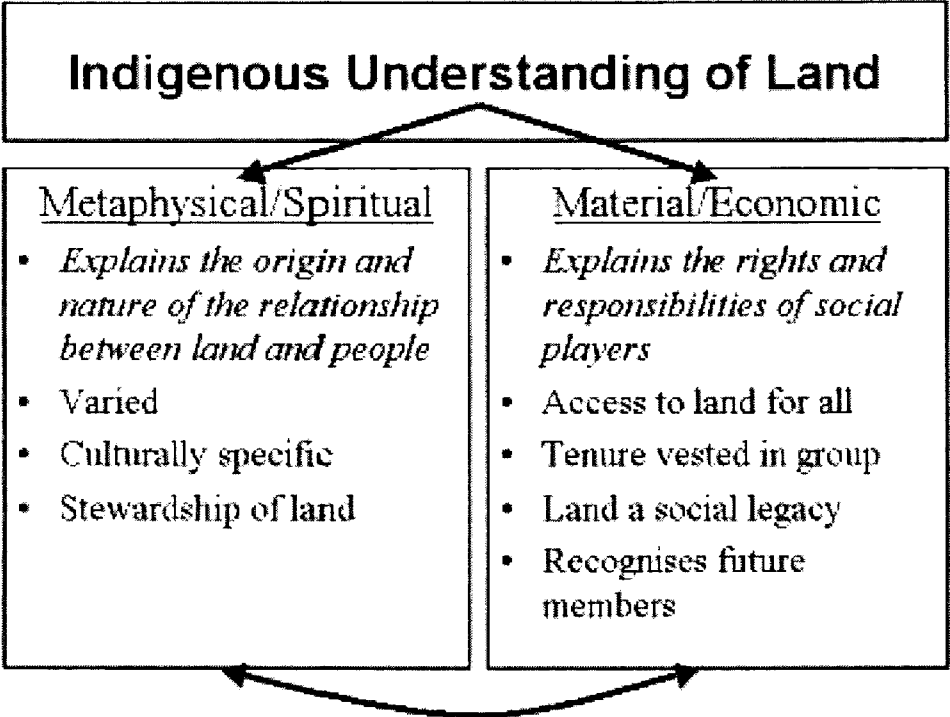 Indigenous Understanding of Land
Metaphysical/Spiritual
• Explains the origin and
nature of the relationship
between land and people
• Varied
• Culturally specific
• Stewardship of land
Material/Economic
• Explains the rights and
responsibilities of social
players
• Access to land for all
• Tenure vested in group
• Land a social legacy
• Recognises future
members